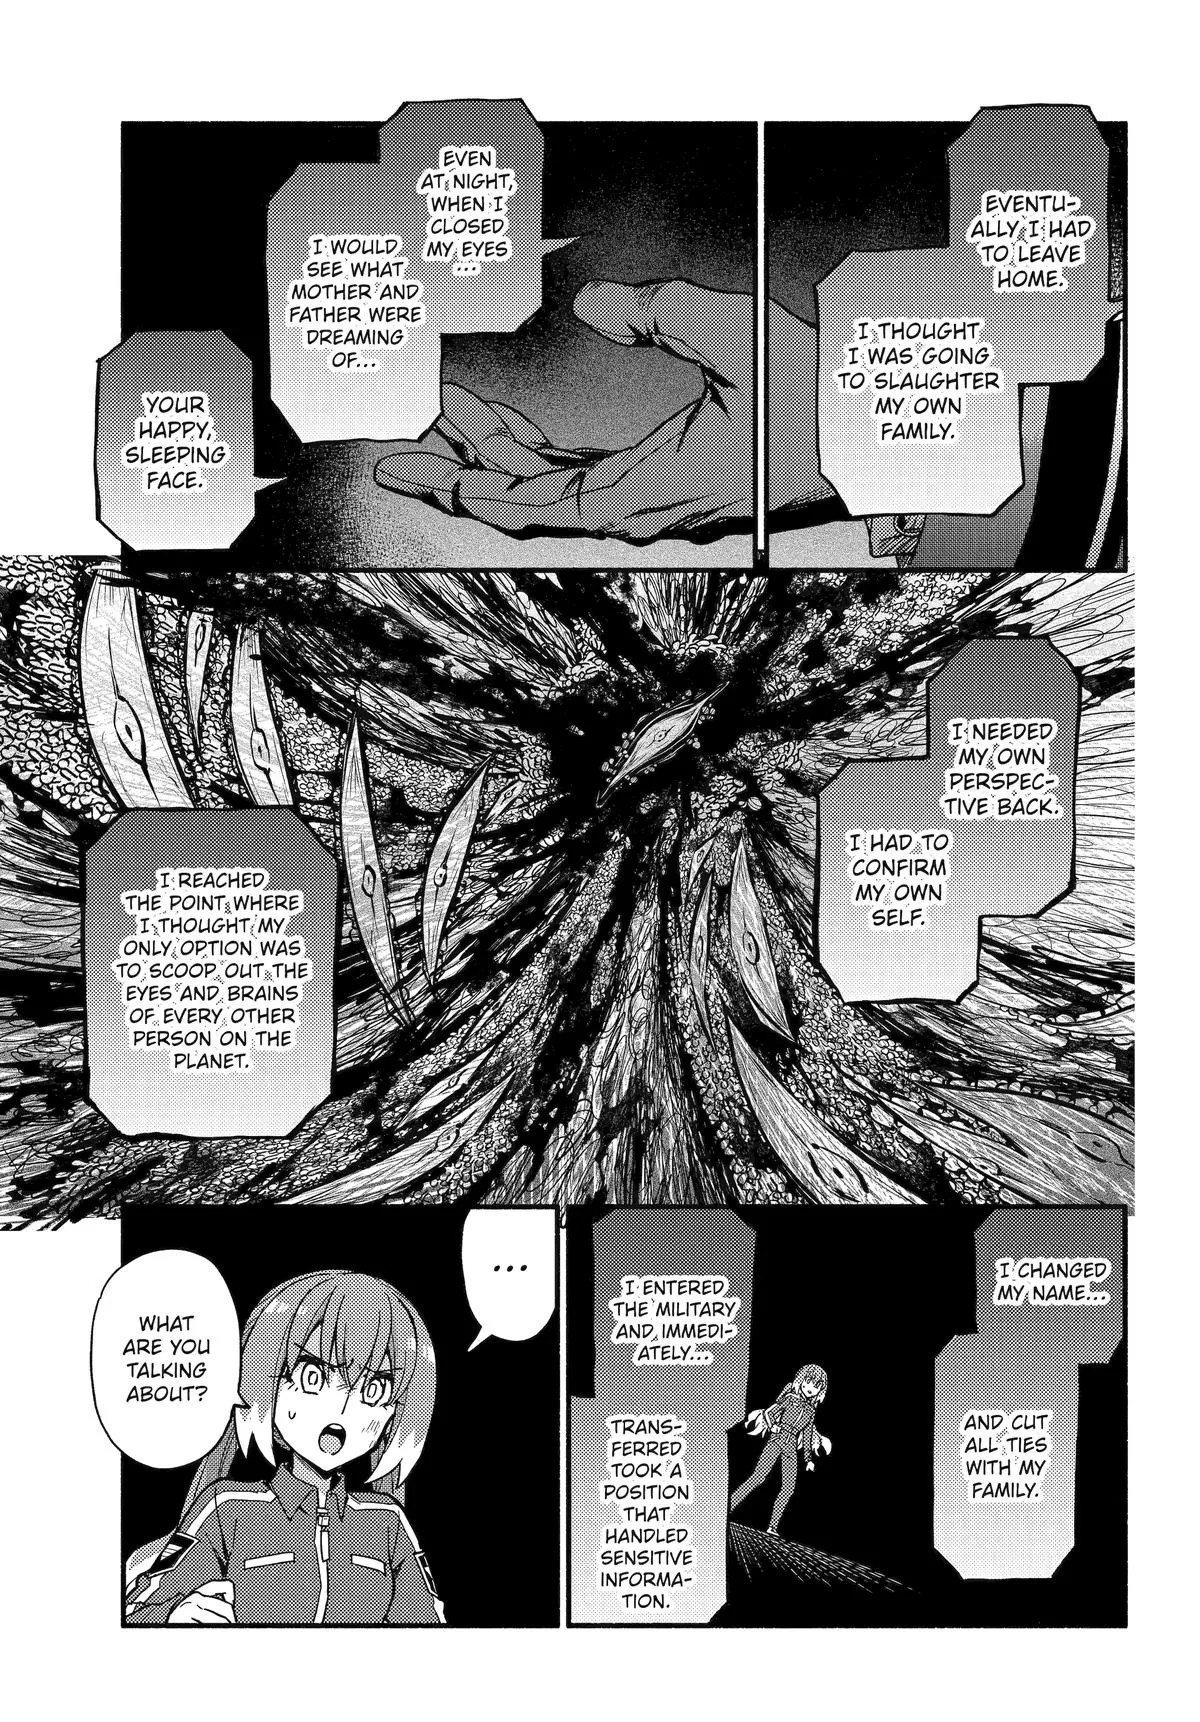 EVENTU-
ALLY I HAD
TO LEAVE
HOME.
I THOUGHT
I WAS GOING
TO SLAUGHTER
MY OWN
FAMILY.
EVEN
AT NIGHT,
WHEN I
CLOSED
MY EYES
...
I WOULD
SEE WHAT
MOTHER AND
FATHER WERE
DREAMING
OF...
YOUR
HAPPY,
SLEEPING
FACE.
I NEEDED
MY OWN
PERSPEC-
TIVE BACK.
I HAD TO
CONFIRM
MY OWN
SELF.
I REACHED
THE POINT WHERE
I THOUGHT MY
ONLY OPTION WAS
TO SCOOP OUT THE
EYES AND BRAINS
OF EVERY OTHER
PERSON ON THE
PLANET.
I CHANGED
MY NAME...
AND CUT
ALL TIES
WITH MY
FAMILY.
I ENTERED
THE MILITARY
AND IMMEDI-
ATELY...
TRANS-
FERRED
TOOK A
POSITION
THAT
HANDLED
SENSITIVE
INFORMA-
TION.
...
WHAT
ARE YOU
TALKING
ABOUT?